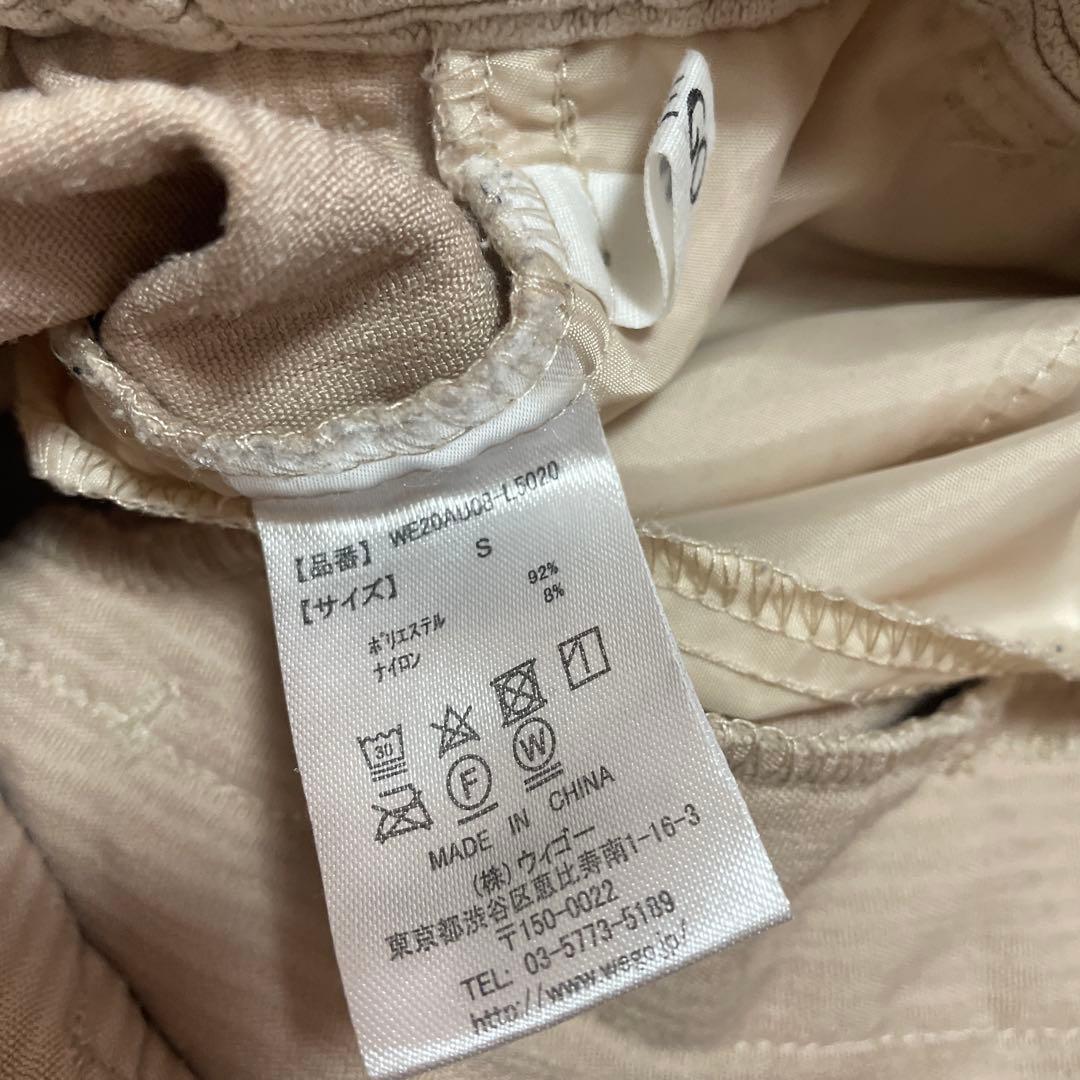 【品番】 WE20AU08-L5020
【サイズ】 S
ポリエステル 92%
ナイロン 8%
30
F W
MADE IN CHINA
(株)ウィゴー
東京都渋谷区恵比寿南1-16-3
〒150-0022
TEL: 03-5773-5189
http://www.wego.jp/